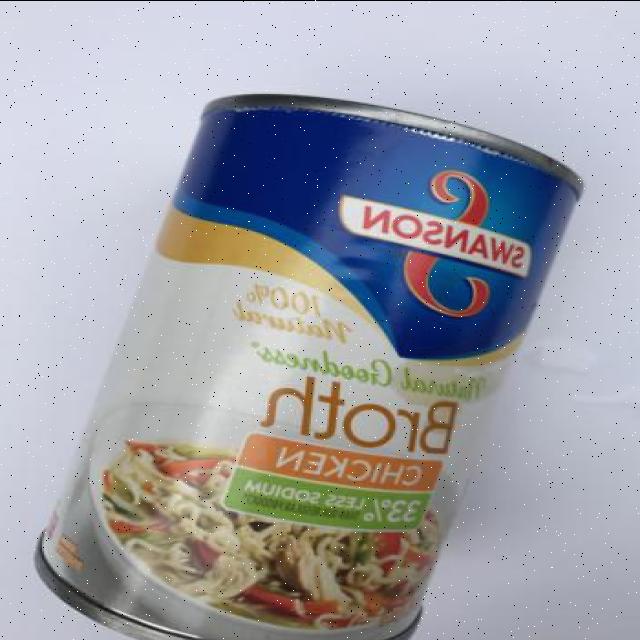 SWANSON
100%
Natural
Natural Goodness
Broth
CHICKEN
33% LESS SODIUM